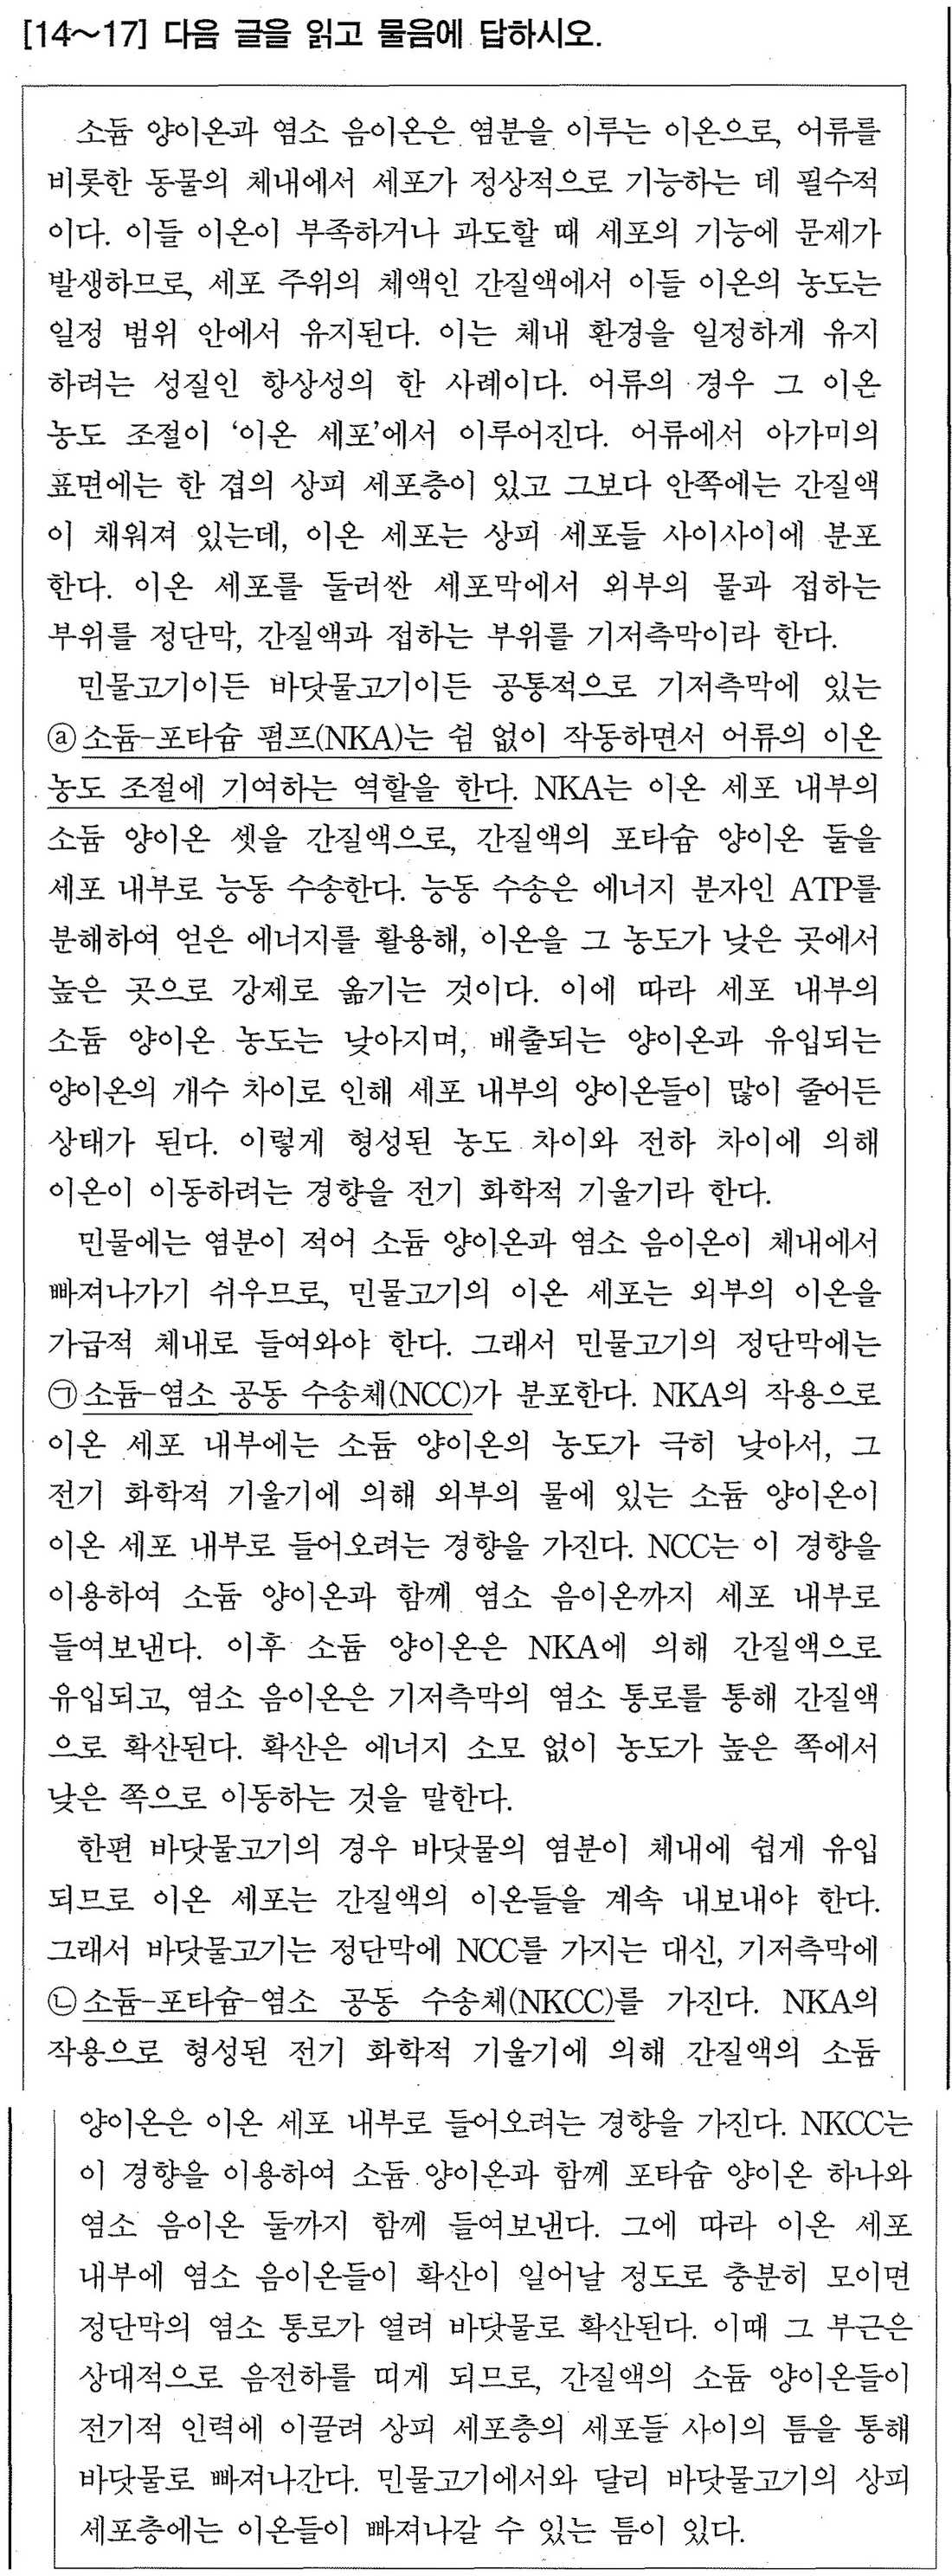 [14~17] 다음 글을 읽고 물음에 답하시오.
소듐 양이온과 염소 음이온은 염분을 이루는 이온으로, 어류를
비롯한 동물의 체내에서 세포가 정상적으로 기능하는 데 필수적
이다. 이들 이온이 부족하거나 과도할 때 세포의 기능에 문제가
발생하므로, 세포 주위의 체액인 간질액에서 이들 이온의 농도는
일정 범위 안에서 유지된다. 이는 체내 환경을 일정하게 유지
하려는 성질인 항상성의 한 사례이다. 어류의 경우 그 이온
농도 조절이 ‘이온 세포’에서 이루어진다. 어류에서 아가미의
표면에는 한 겹의 상피 세포층이 있고 그보다 안쪽에는 간질액
이 채워져 있는데, 이온 세포는 상피 세포들 사이사이에 분포
한다. 이온 세포를 둘러싼 세포막에서 외부의 물과 접하는
부위를 정단막, 간질액과 접하는 부위를 기저측막이라 한다.
민물고기이든 바닷물고기이든 공통적으로 기저측막에 있는
ⓐ소듐-포타슘 펌프(NKA)는 쉼 없이 작동하면서 어류의 이온
농도 조절에 기여하는 역할을 한다. NKA는 이온 세포 내부의
소듐 양이온 셋을 간질액으로, 간질액의 포타슘 양이온 둘을
세포 내부로 능동 수송한다. 능동 수송은 에너지 분자인 ATP를
분해하여 얻은 에너지를 활용해, 이온을 그 농도가 낮은 곳에서
높은 곳으로 강제로 옮기는 것이다. 이에 따라 세포 내부의
소듐 양이온 농도는 낮아지며, 배출되는 양이온과 유입되는
양이온의 개수 차이로 인해 세포 내부의 양이온들이 많이 줄어든
상태가 된다. 이렇게 형성된 농도 차이와 전하 차이에 의해
이온이 이동하려는 경향을 전기 화학적 기울기라 한다.
민물에는 염분이 적어 소듐 양이온과 염소 음이온이 체내에서
빠져나가기 쉬우므로, 민물고기의 이온 세포는 외부의 이온을
가급적 체내로 들여와야 한다. 그래서 민물고기의 정단막에는
㉠소듐-염소 공동 수송체(NCC)가 분포한다. NKA의 작용으로
이온 세포 내부에는 소듐 양이온의 농도가 극히 낮아서, 그
전기 화학적 기울기에 의해 외부의 물에 있는 소듐 양이온이
이온 세포 내부로 들어오려는 경향을 가진다. NCC는 이 경향을
이용하여 소듐 양이온과 함께 염소 음이온까지 세포 내부로
들여보낸다. 이후 소듐 양이온은 NKA에 의해 간질액으로
유입되고, 염소 음이온은 기저측막의 염소 통로를 통해 간질액
으로 확산된다. 확산은 에너지 소모 없이 농도가 높은 쪽에서
낮은 쪽으로 이동하는 것을 말한다.
한편 바닷물고기의 경우 바닷물의 염분이 체내에 쉽게 유입
되므로 이온 세포는 간질액의 이온들을 계속 내보내야 한다.
그래서 바닷물고기는 정단막에 NCC를 가지는 대신, 기저측막에
㉡소듐-포타슘-염소 공동 수송체(NKCC)를 가진다. NKA의
작용으로 형성된 전기 화학적 기울기에 의해 간질액의 소듐
양이온은 이온 세포 내부로 들어오려는 경향을 가진다. NKCC는
이 경향을 이용하여 소듐 양이온과 함께 포타슘 양이온 하나와
염소 음이온 둘까지 함께 들여보낸다. 그에 따라 이온 세포
내부에 염소 음이온들이 확산이 일어날 정도로 충분히 모이면
정단막의 염소 통로가 열려 바닷물로 확산된다. 이때 그 부근은
상대적으로 음전하를 띠게 되므로, 간질액의 소듐 양이온들이
전기적 인력에 이끌려 상피 세포층의 세포들 사이의 틈을 통해
바닷물로 빠져나간다. 민물고기에서와 달리 바닷물고기의 상피
세포층에는 이온들이 빠져나갈 수 있는 틈이 있다.